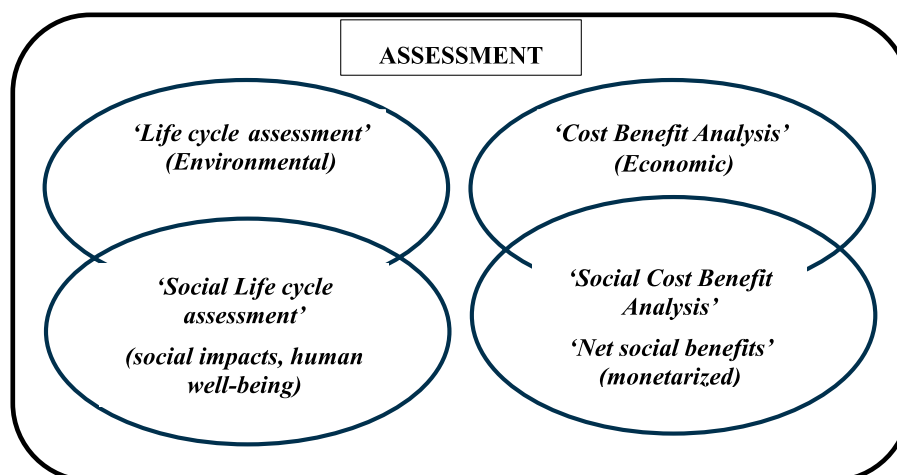 ASSESSMENT
‘Life cycle assessment’
(Environmental)
‘Cost Benefit Analysis’
(Economic)
‘Social Life cycle
assessment’
(social impacts, human
well-being)
‘Social Cost Benefit
Analysis’
‘Net social benefits’
(monetarized)